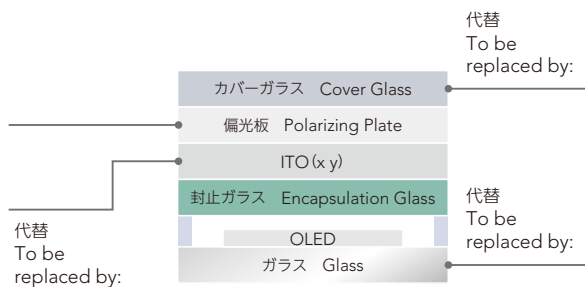 代替
To be
replaced by:
カバーガラス Cover Glass
偏光板 Polarizing Plate
ITO(x y)
封止ガラス Encapsulation Glass
代替
To be
replaced by:
OLED
ガラス Glass
代替
To be
replaced by: